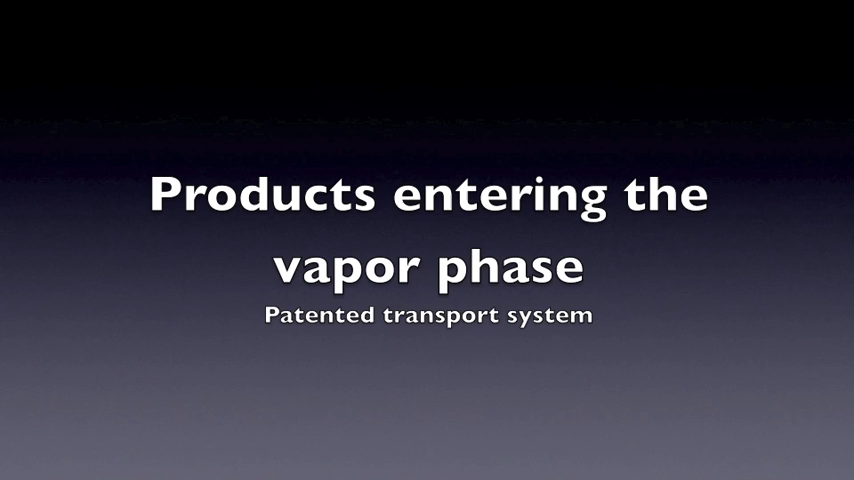 Products entering the
vapor phase
Patented transport system